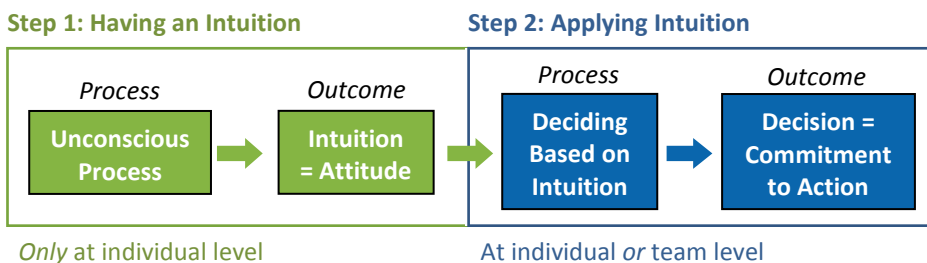 Step 1: Having an Intuition
Step 2: Applying Intuition
Process
Outcome
Process
Outcome
Unconscious
Process
Intuition
= Attitude
Deciding
Based on
Intuition
Decision =
Commitment
to Action
Only at individual level
At individual or team level